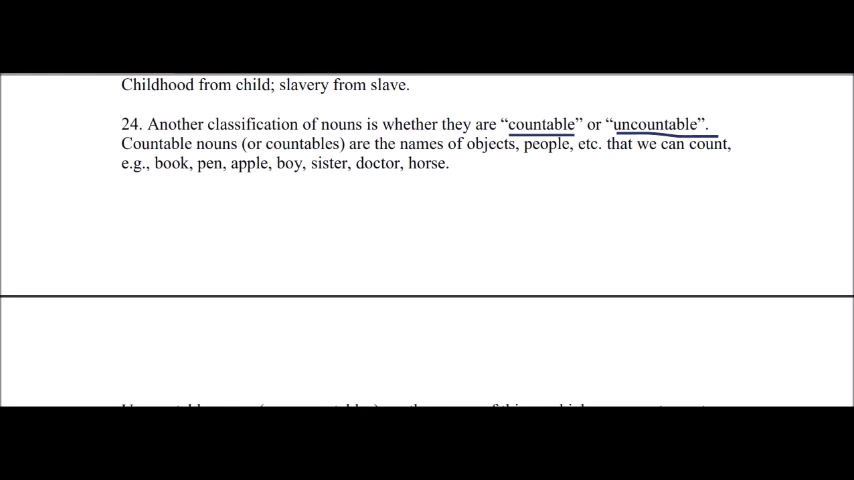 Childhood from child; slavery from slave.
24. Another classification of nouns is whether they are “countable” or “uncountable”.
Countable nouns (or countables) are the names of objects, people, etc. that we can count,
e.g., book, pen, apple, boy, sister, doctor, horse.